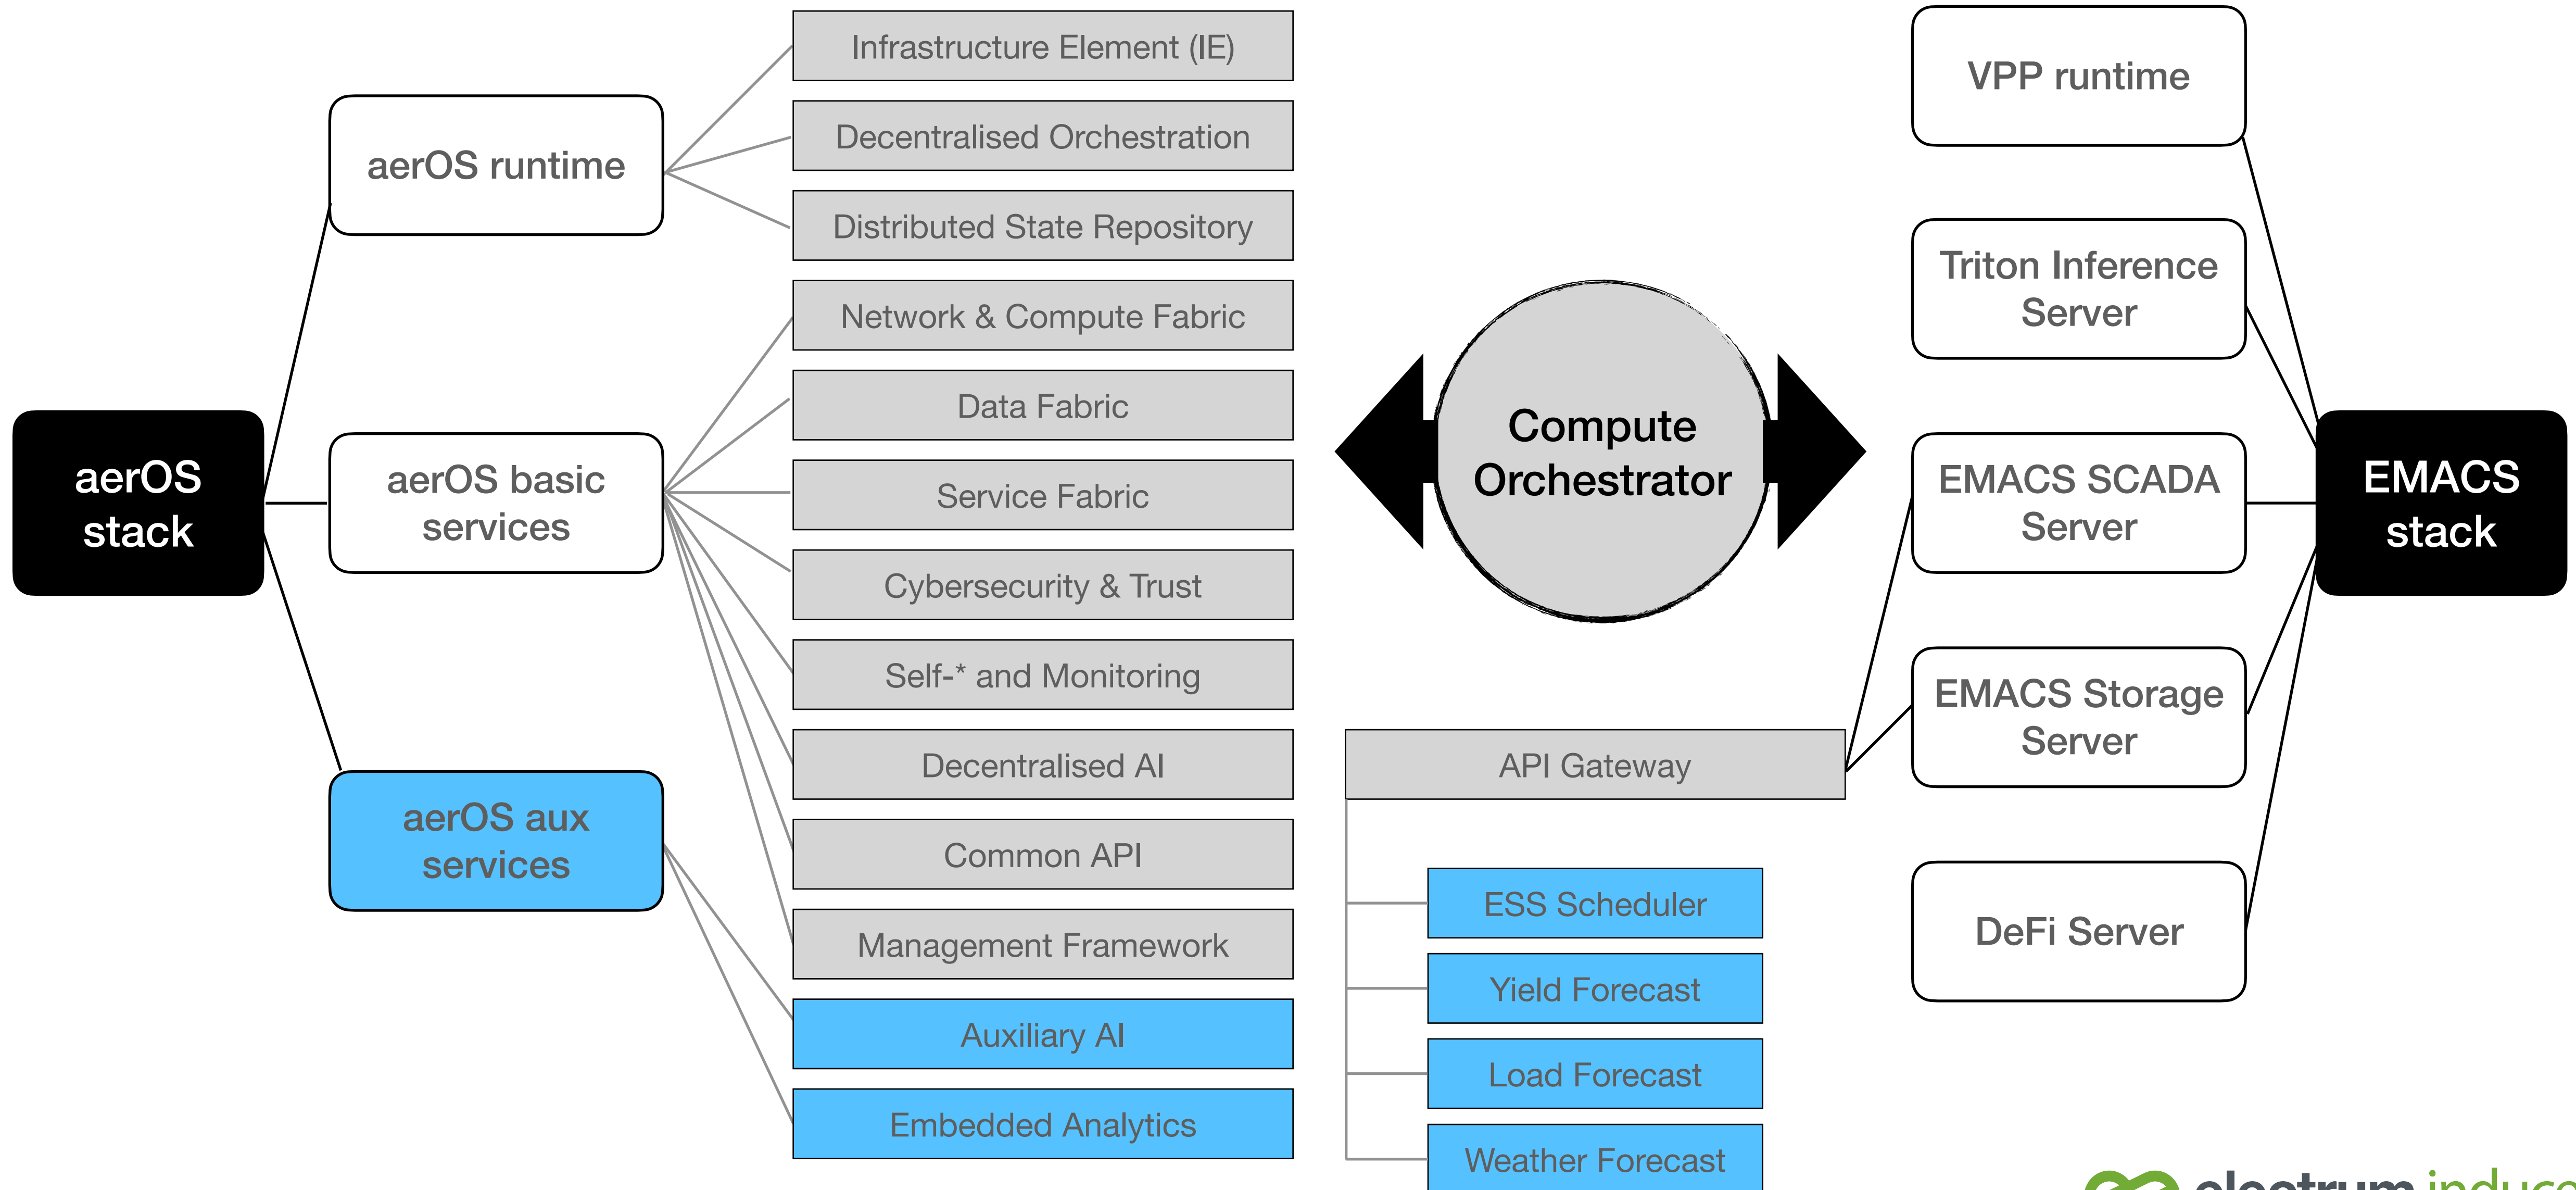 aerOS
stack
aerOS runtime
aerOS basic
services
aerOS aux
services
Infrastructure Element (IE)
Decentralised Orchestration
Distributed State Repository
Network & Compute Fabric
Data Fabric
Service Fabric
Cybersecurity & Trust
Self-* and Monitoring
Decentralised AI
Common API
Management Framework
Auxiliary AI
Embedded Analytics
Compute
Orchestrator
API Gateway
ESS Scheduler
Yield Forecast
Load Forecast
Weather Forecast
VPP runtime
Triton Inference
Server
EMACS SCADA
Server
EMACS Storage
Server
DeFi Server
EMACS
stack